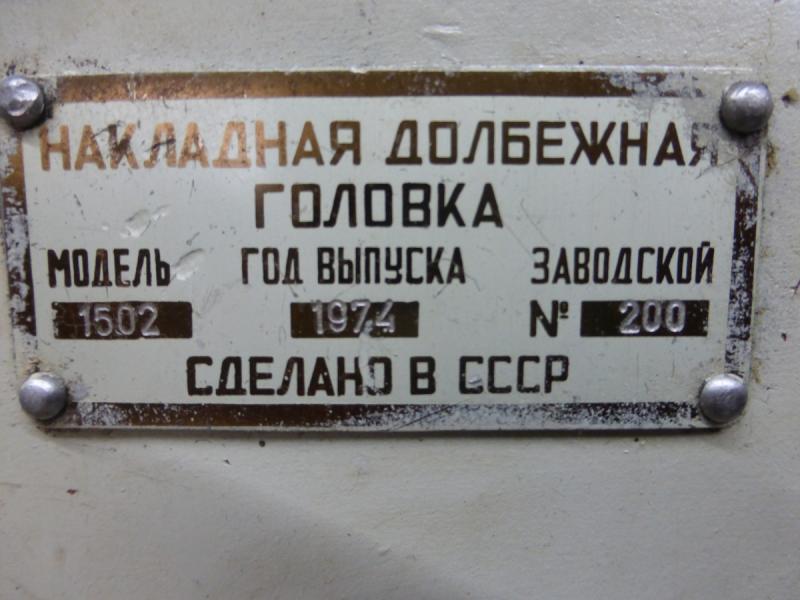 НАКЛАДНАЯ ДОЛБЕЖНАЯ
ГОЛОВКА
МОДЕЛЬ ГОД ВЫПУСКА ЗАВОДСКОЙ
1502 1974 № 200
СДЕЛАНО В СССР